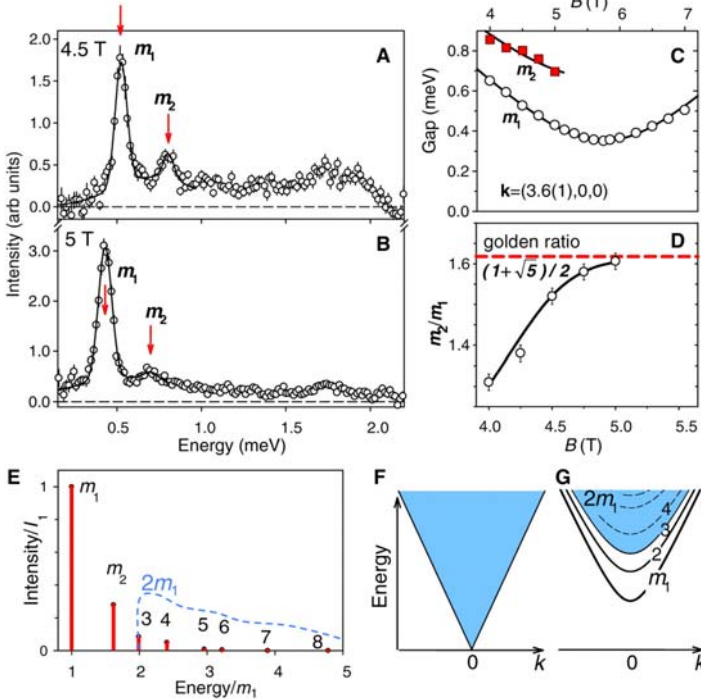 B(T)
4 5 6 7
4.5 T
A
m1
m2
2.0
1.5
1.0
0.5
0.0
Intensity (arb units)
5 T
B
m1
m2
3.0
2.0
1.0
0.0
0.5 1.0 1.5 2.0
Energy (meV)
C
0.8
0.6
0.4
0.2
0.0
Gap (meV)
m2
m1
k=(3.6(1),0,0)
D
golden ratio
(1+√5)/2
1.6
1.4
m2/m1
4.0 4.5 5.0 5.5
B(T)
E
1
0
Intensity/I1
m1
m2
2m1
3 4 5 6 7 8
1 2 3 4 5
Energy/m1
F
Energy
0 k
G
2m1
4
3
2
m1
0 k